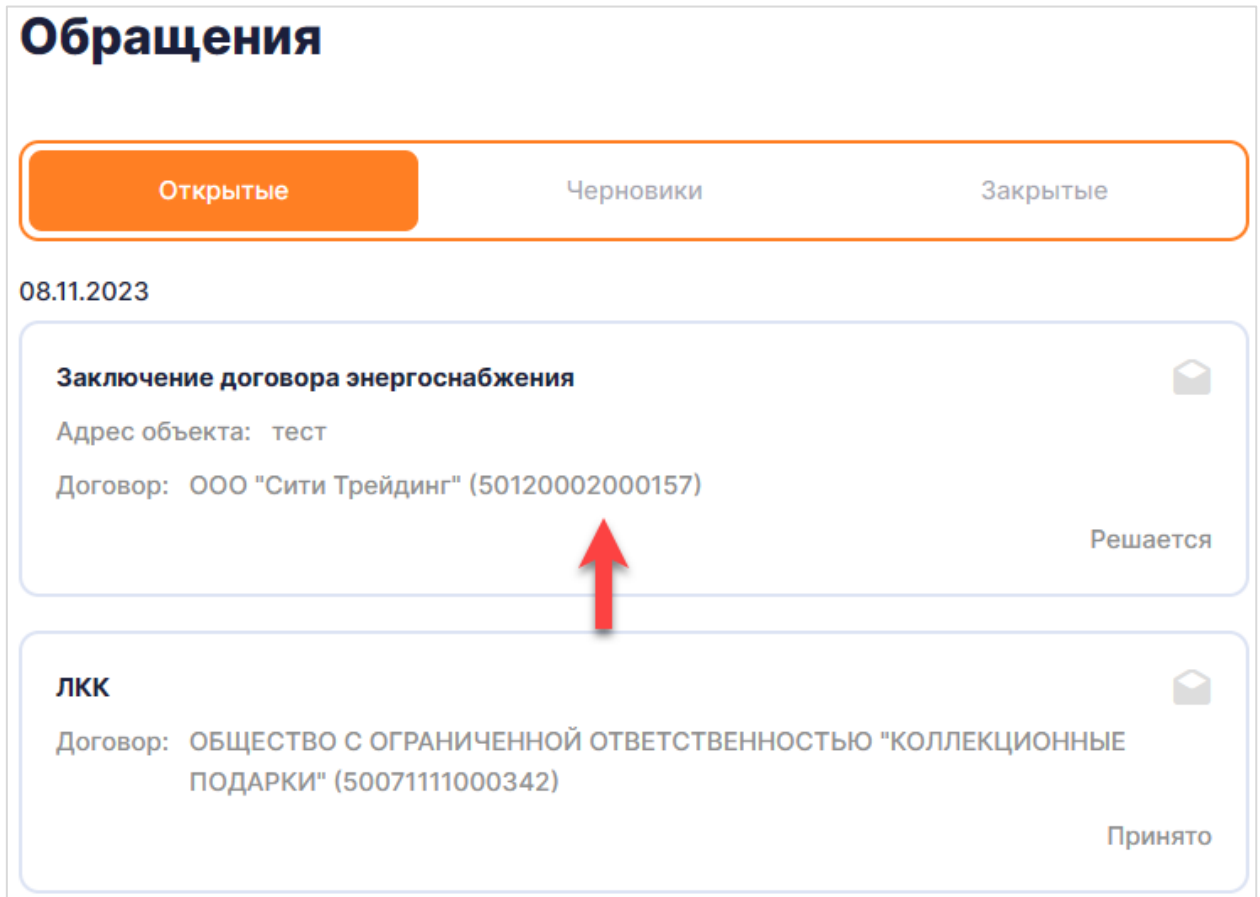 Обращения
Открытые Черновики Закрытые
08.11.2023
Заключение договора энергоснабжения
Адрес объекта: тест
Договор: ООО "Сити Трейдинг" (50120002000157)
Решается
ЛКК
Договор: ОБЩЕСТВО С ОГРАНИЧЕННОЙ ОТВЕТСТВЕННОСТЬЮ "КОЛЛЕКЦИОННЫЕ
ПОДАРКИ" (50071111000342)
Принято